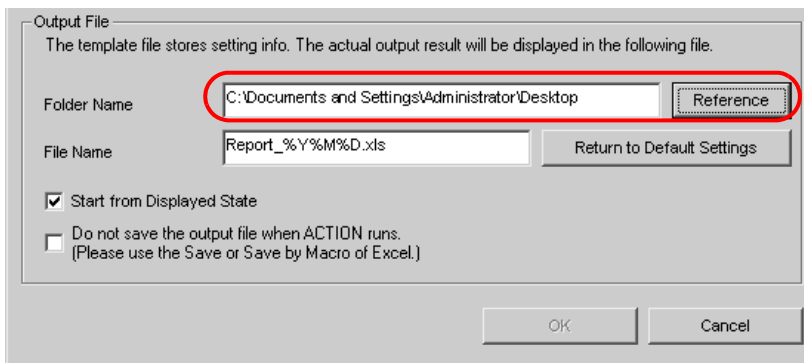 Output File
The template file stores setting info. The actual output result will be displayed in the following file.
Folder Name
C:\Documents and Settings\Administrator\Desktop
Reference
File Name
Report_%Y%M%D.xls
Return to Default Settings
Start from Displayed State
Do not save the output file when ACTION runs.
(Please use the Save or Save by Macro of Excel.)
OK
Cancel